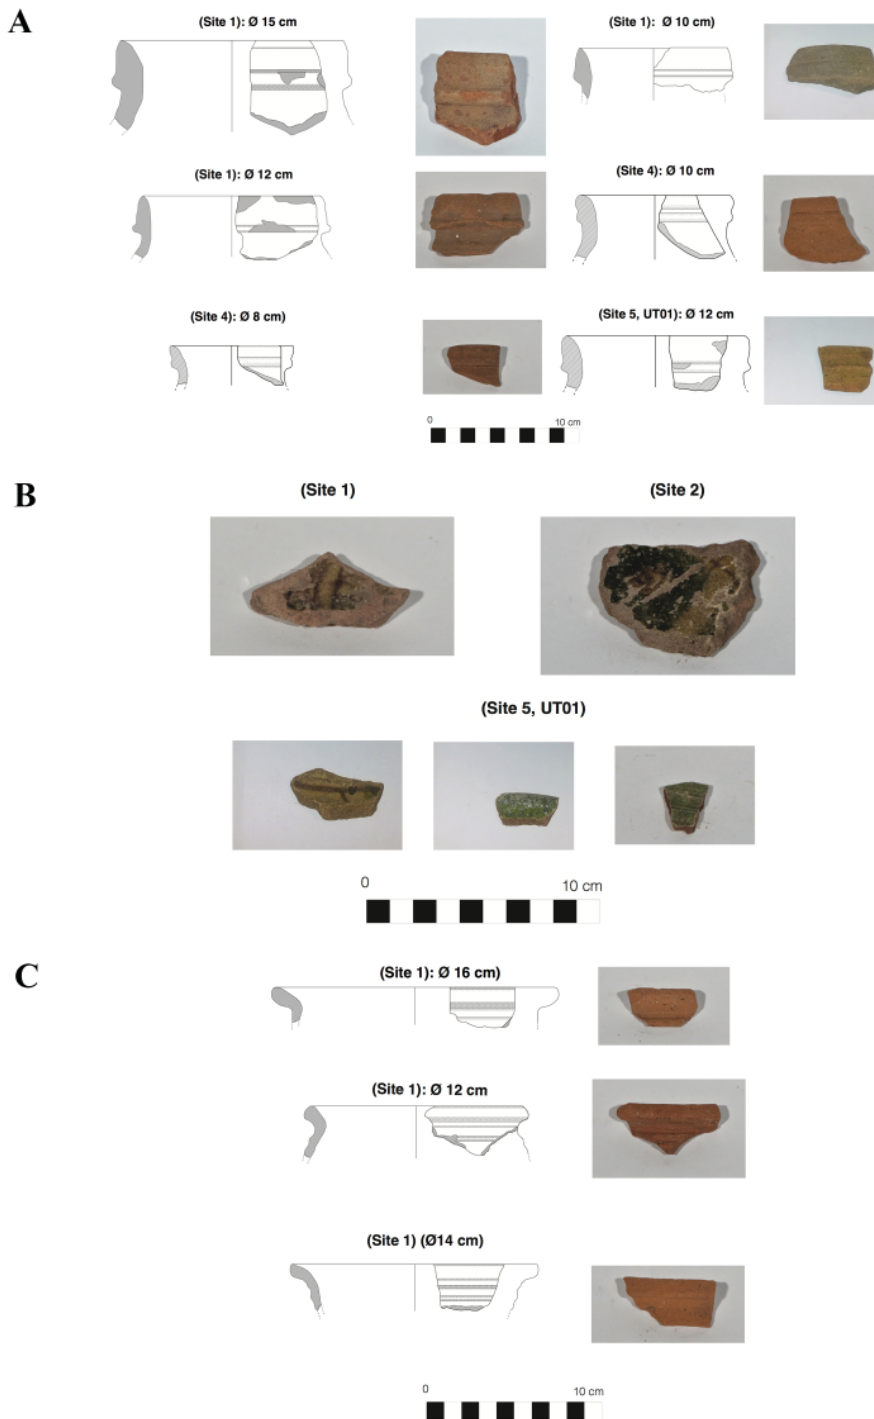 A
(Site 1): Ø 15 cm
(Site 1): Ø 10 cm)
(Site 1): Ø 12 cm
(Site 4): Ø 10 cm
(Site 4): Ø 8 cm)
(Site 5, UT01): Ø 12 cm
0 10 cm
B
(Site 1)
(Site 2)
(Site 5, UT01)
0 10 cm
C
(Site 1): Ø 16 cm)
(Site 1): Ø 12 cm
(Site 1) (Ø14 cm)
0 10 cm